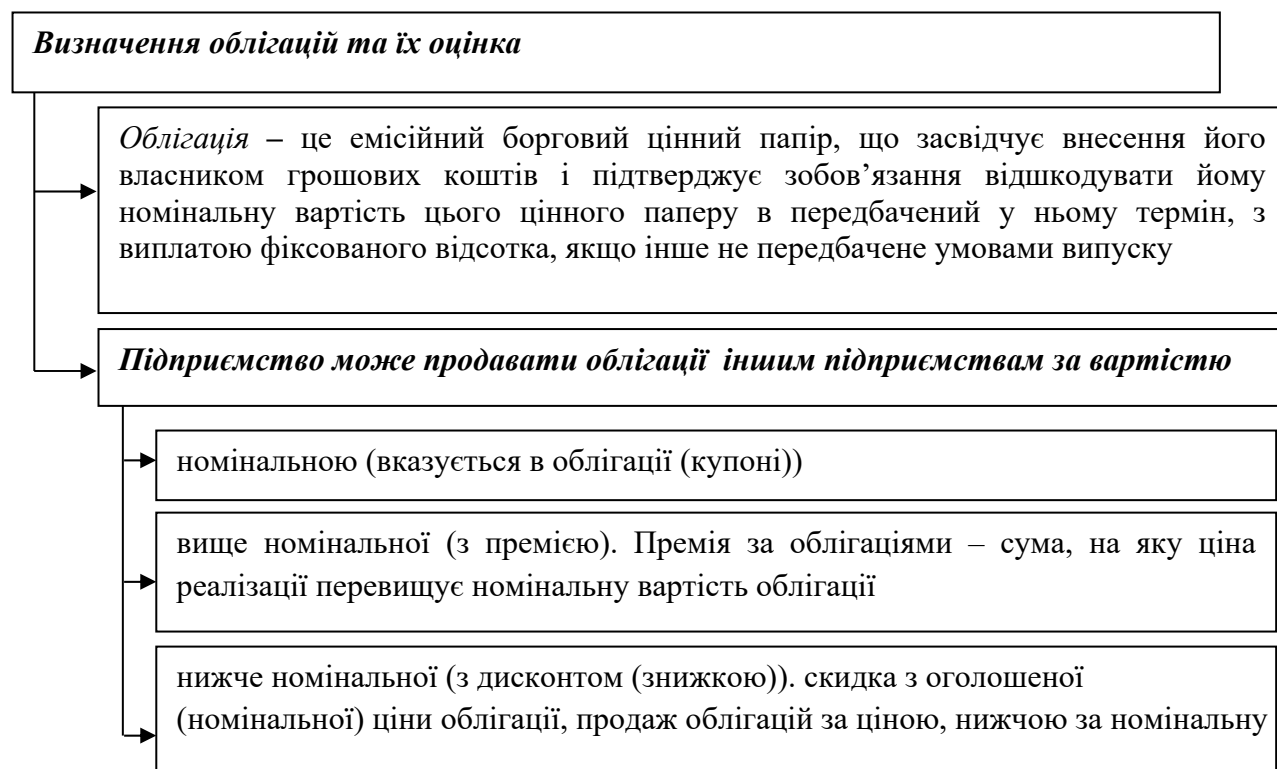 Визначення облігацій та їх оцінка
Облігація – це емісійний борговий цінний папір, що засвідчує внесення його
власником грошових коштів і підтверджує зобов’язання відшкодувати йому
номінальну вартість цього цінного паперу в передбачений у ньому термін, з
виплатою фіксованого відсотка, якщо інше не передбачене умовами випуску
Підприємство може продавати облігації іншим підприємствам за вартістю
номінальною (вказується в облігації (купоні))
вище номінальної (з премією). Премія за облігаціями – сума, на яку ціна
реалізації перевищує номінальну вартість облігації
нижче номінальної (з дисконтом (знижкою)). скидка з оголошеної
(номінальної) ціни облігації, продаж облігацій за ціною, нижчою за номінальну